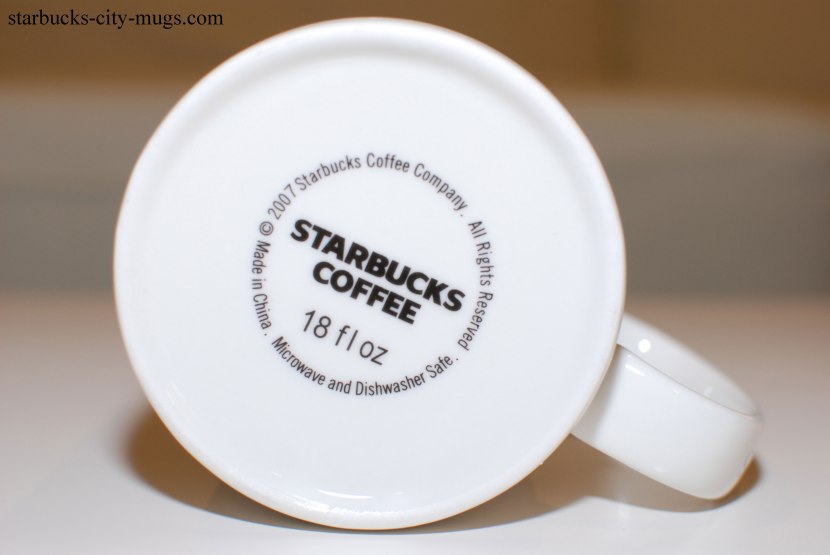 starbucks-city-mugs.com
© 2007 Starbucks Coffee Company. All Rights Reserved
STARBUCKS
COFFEE
18 fl oz
Made in China. Microwave and Dishwasher Safe.